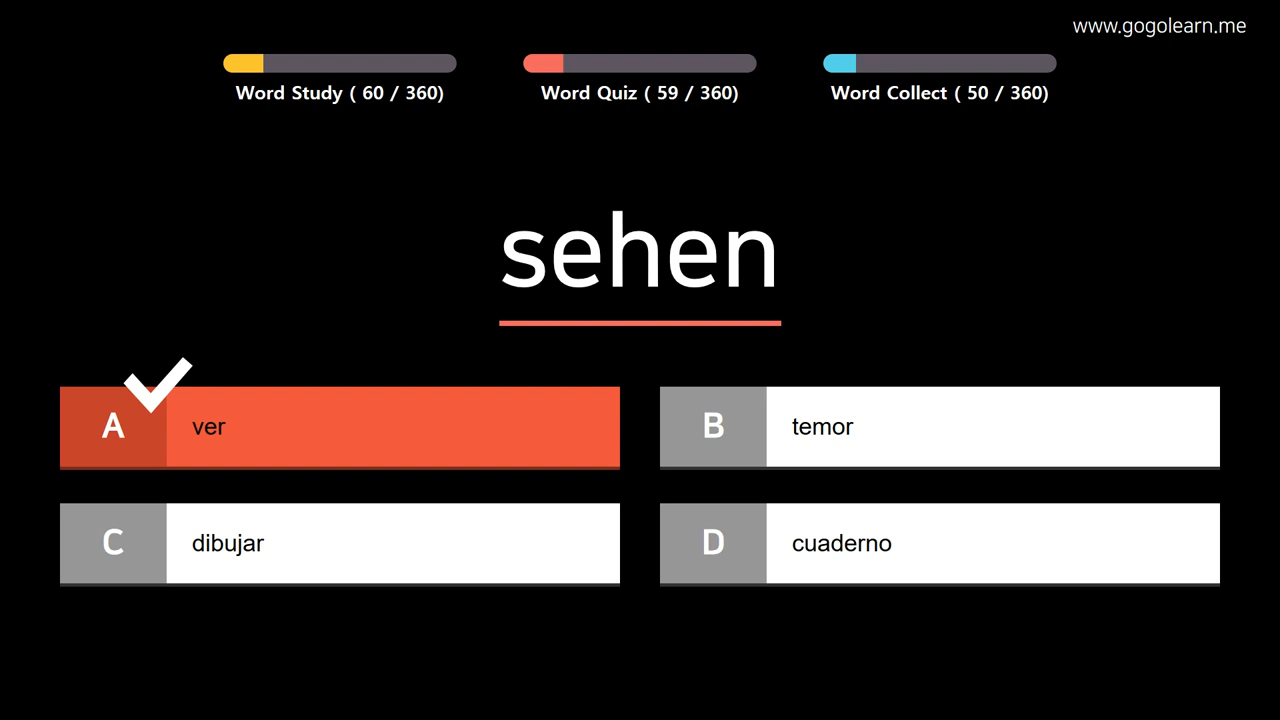 www.gogolearn.me
Word Study ( 60 / 360)
Word Quiz ( 59 / 360)
Word Collect ( 50 / 360)
sehen
A ver
B temor
C dibujar
D cuaderno